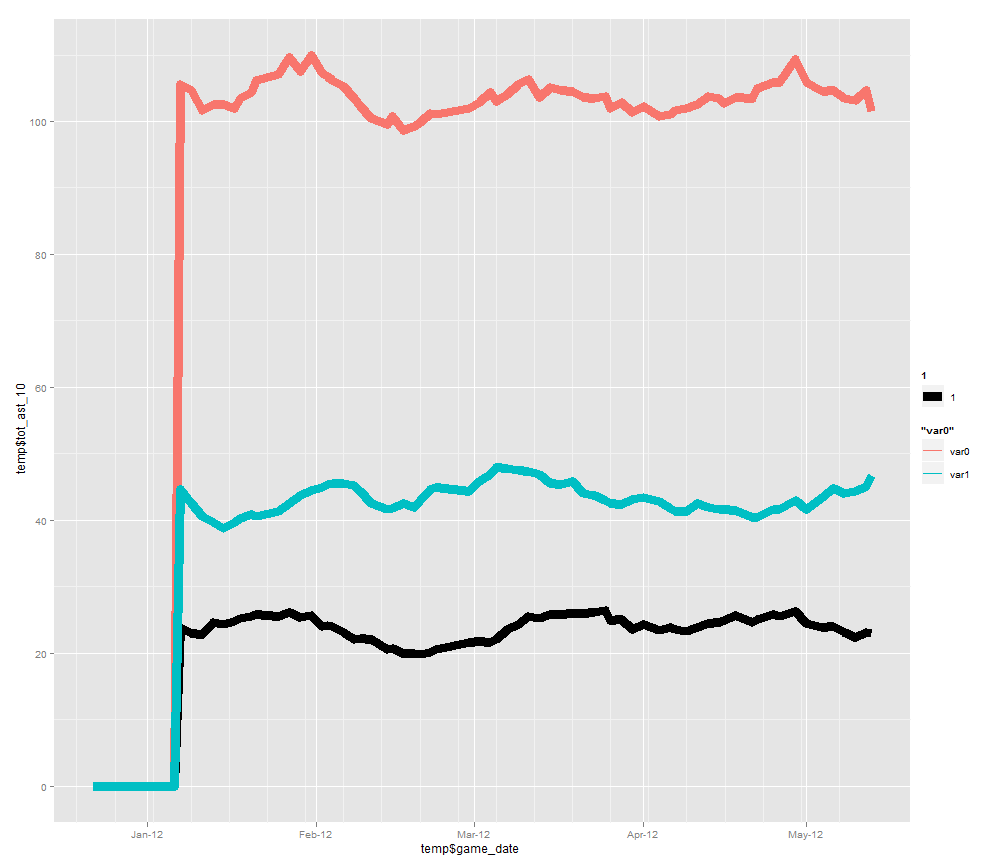 temp$tot_ast_10
100
80
60
40
20
0
Jan-12
Feb-12
Mar-12
Apr-12
May-12
temp$game_date
1
1
"var0"
var0
var1